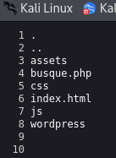 Kali Linux Kal
1 .
2 ..
3 assets
4 busque.php
5 css
6 index.html
7 js
8 wordpress
9
10